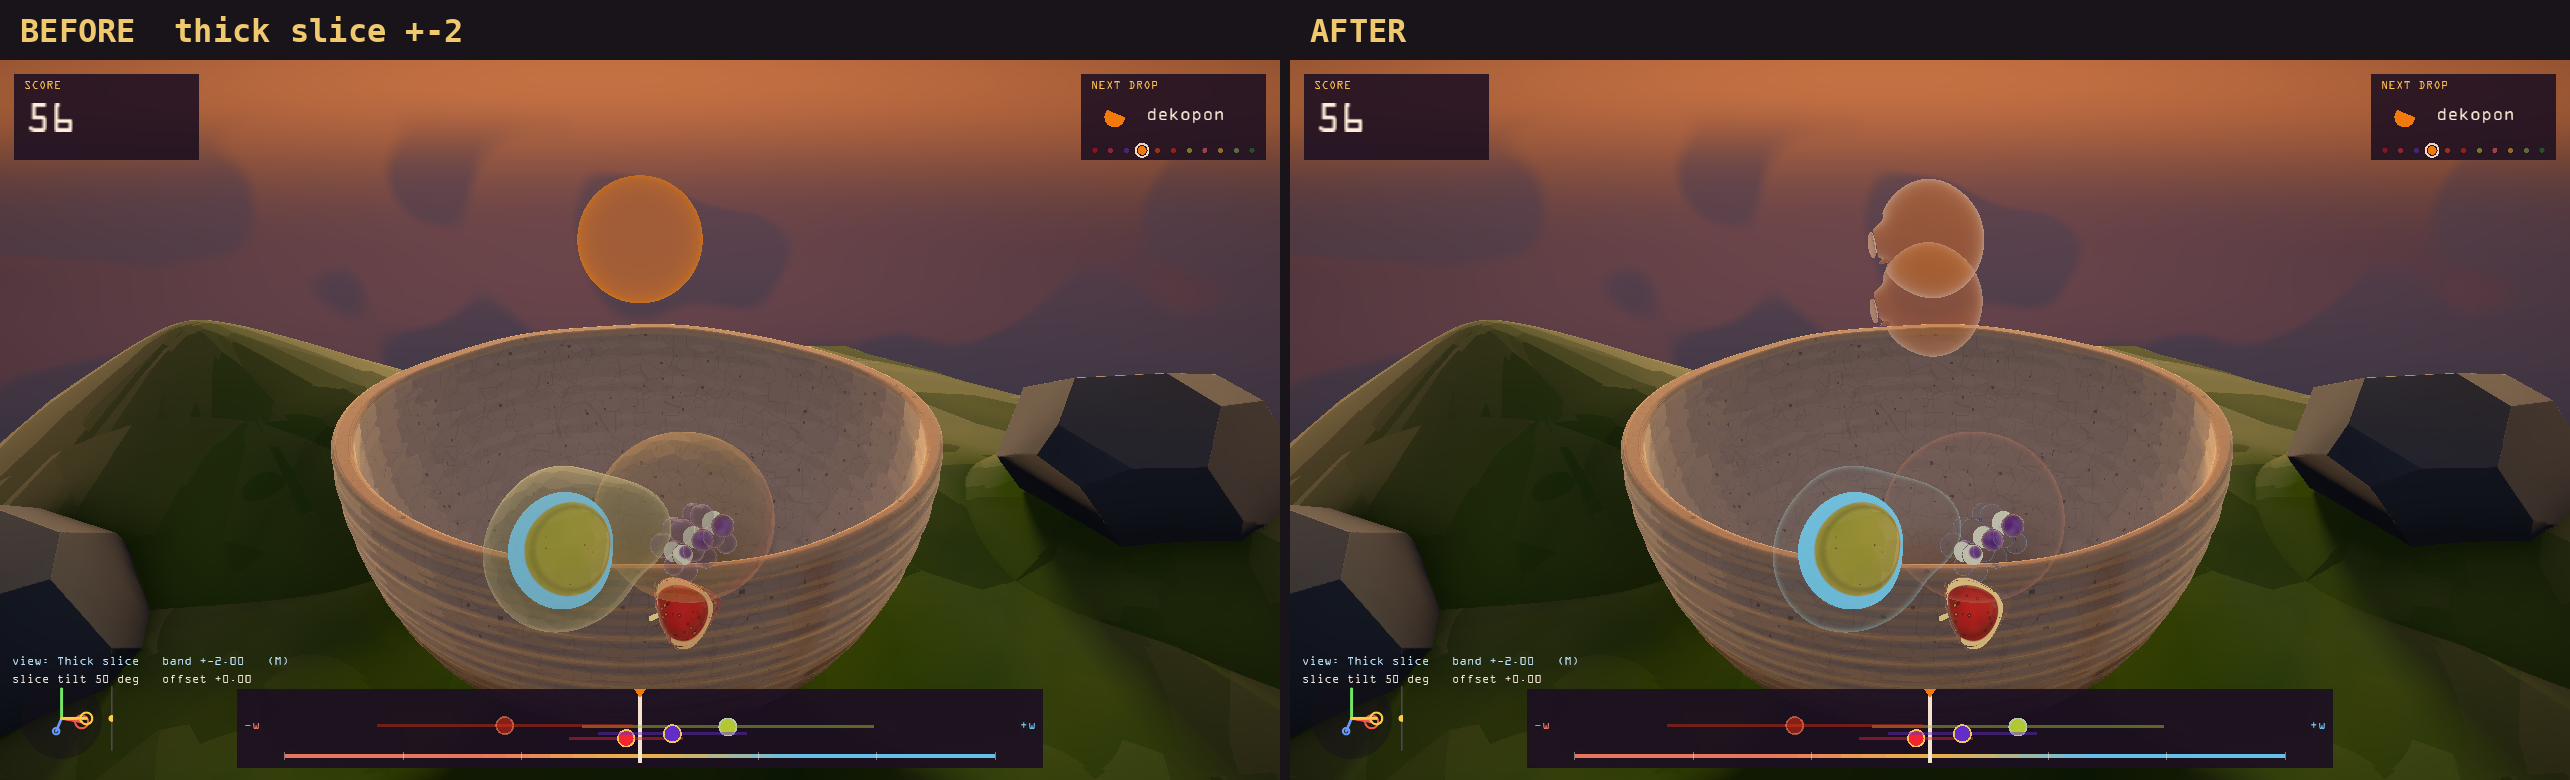 BEFORE thick slice +-2
SCORE
56
NEXT DROP
dekopon
view: Thick slice band +-2.00 (M)
slice tilt 50 deg offset +0.00
-w
+w
AFTER
SCORE
56
NEXT DROP
dekopon
view: Thick slice band +-2.00 (M)
slice tilt 50 deg offset +0.00
-w
+w